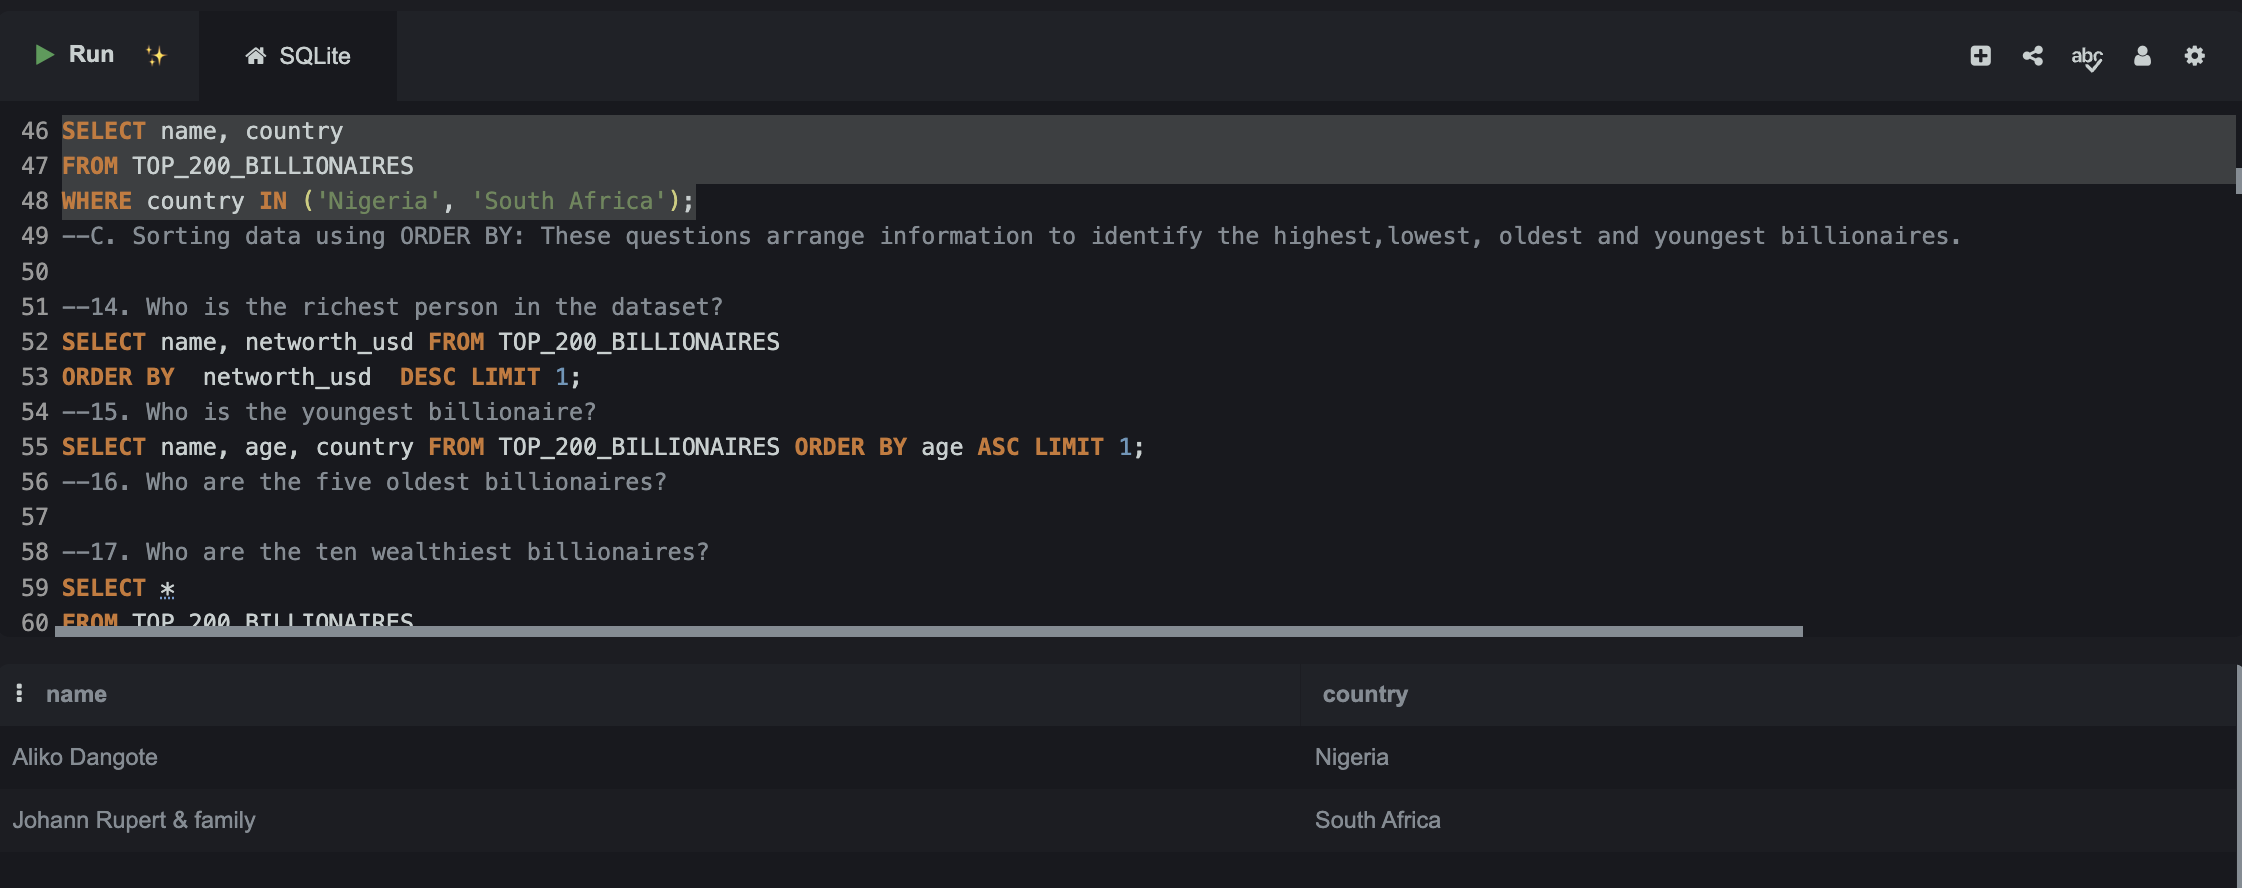 Run SQLite abc
46 SELECT name, country
47 FROM TOP_200_BILLIONAIRES
48 WHERE country IN ('Nigeria', 'South Africa');
49 --C. Sorting data using ORDER BY: These questions arrange information to identify the highest,lowest, oldest and youngest billionaires.
50
51 --14. Who is the richest person in the dataset?
52 SELECT name, networth_usd FROM TOP_200_BILLIONAIRES
53 ORDER BY  networth_usd  DESC LIMIT 1;
54 --15. Who is the youngest billionaire?
55 SELECT name, age, country FROM TOP_200_BILLIONAIRES ORDER BY age ASC LIMIT 1;
56 --16. Who are the five oldest billionaires?
57
58 --17. Who are the ten wealthiest billionaires?
59 SELECT *
60 FROM TOP_200_BILLIONAIRES
name country
Aliko Dangote Nigeria
Johann Rupert & family South Africa